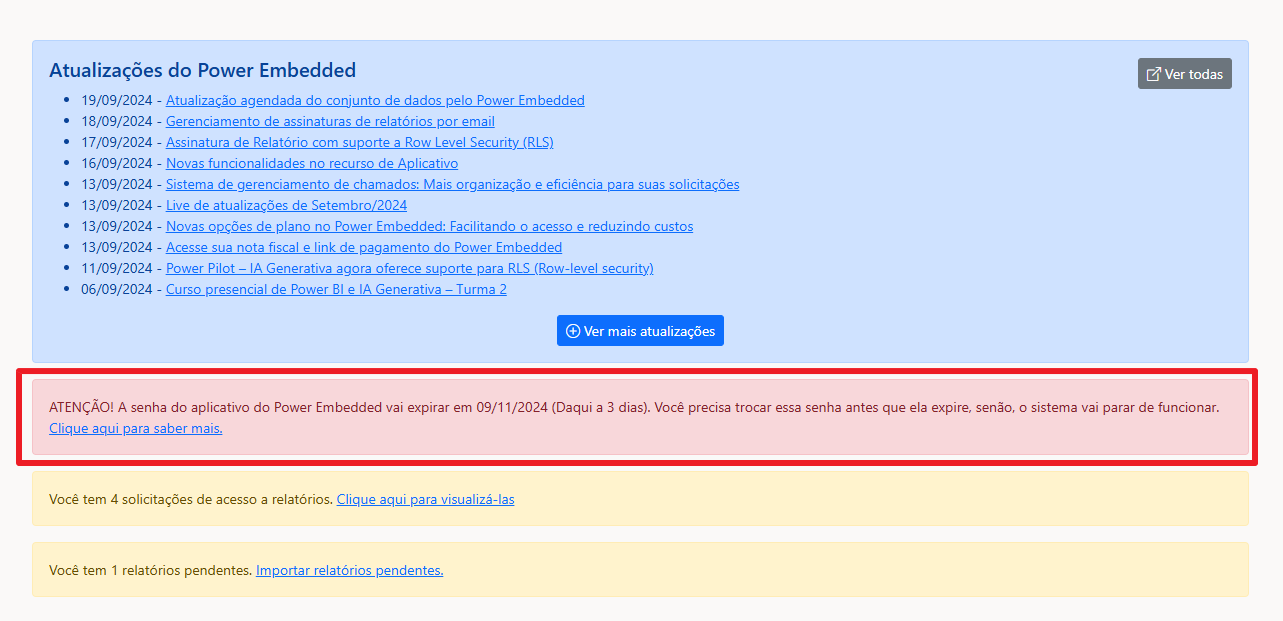 Atualizações do Power Embedded
Ver todas
19/09/2024 - Atualização agendada do conjunto de dados pelo Power Embedded
18/09/2024 - Gerenciamento de assinaturas de relatórios por email
17/09/2024 - Assinatura de Relatório com suporte a Row Level Security (RLS)
16/09/2024 - Novas funcionalidades no recurso de Aplicativo
13/09/2024 - Sistema de gerenciamento de chamados: Mais organização e eficiência para suas solicitações
13/09/2024 - Live de atualizações de Setembro/2024
13/09/2024 - Novas opções de plano no Power Embedded: Facilitando o acesso e reduzindo custos
13/09/2024 - Acesse sua nota fiscal e link de pagamento do Power Embedded
11/09/2024 - Power Pilot – IA Generativa agora oferece suporte para RLS (Row-level security)
06/09/2024 - Curso presencial de Power BI e IA Generativa – Turma 2
Ver mais atualizações
ATENÇÃO! A senha do aplicativo do Power Embedded vai expirar em 09/11/2024 (Daqui a 3 dias). Você precisa trocar essa senha antes que ela expire, senão, o sistema vai parar de funcionar.
Clique aqui para saber mais.
Você tem 4 solicitações de acesso a relatórios. Clique aqui para visualizá-las
Você tem 1 relatórios pendentes. Importar relatórios pendentes.